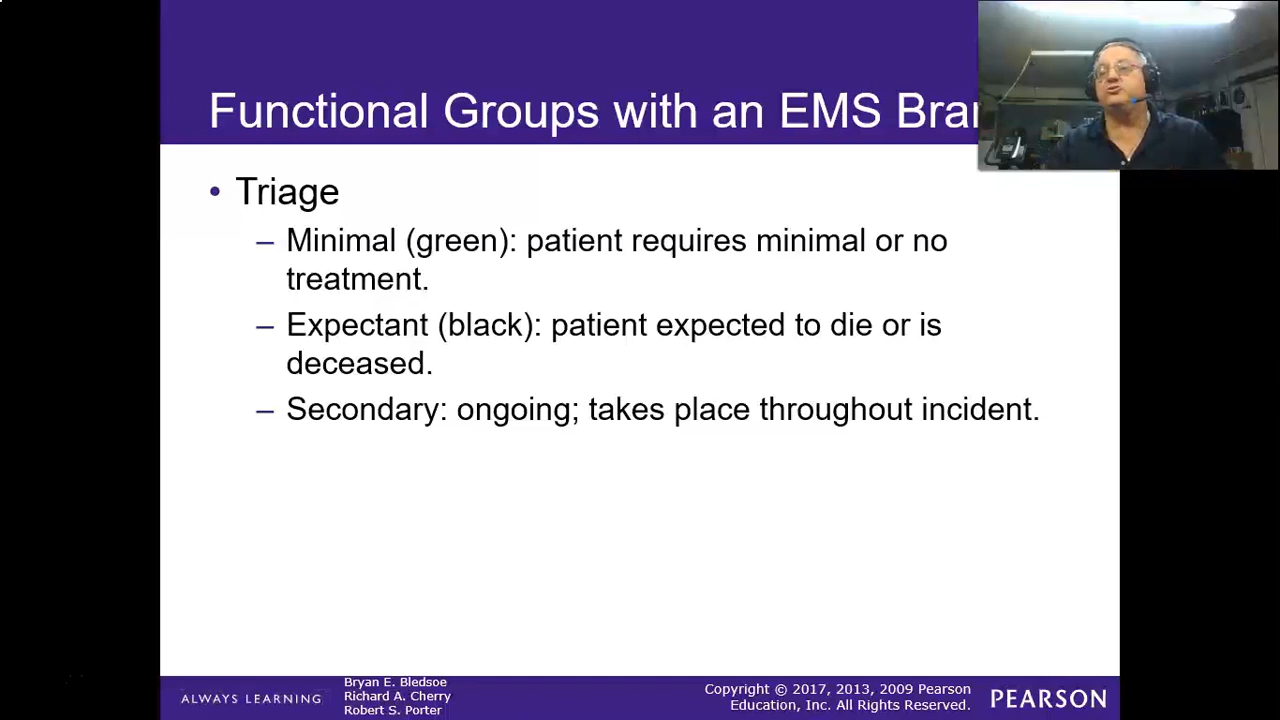 Functional Groups with an EMS Bra
• Triage
– Minimal (green): patient requires minimal or no
treatment.
– Expectant (black): patient expected to die or is
deceased.
– Secondary: ongoing; takes place throughout incident.
ALWAYS LEARNING
Bryan E. Bledsoe
Richard A. Cherry
Robert S. Porter
Copyright © 2017, 2013, 2009 Pearson
Education, Inc. All Rights Reserved.
PEARSON